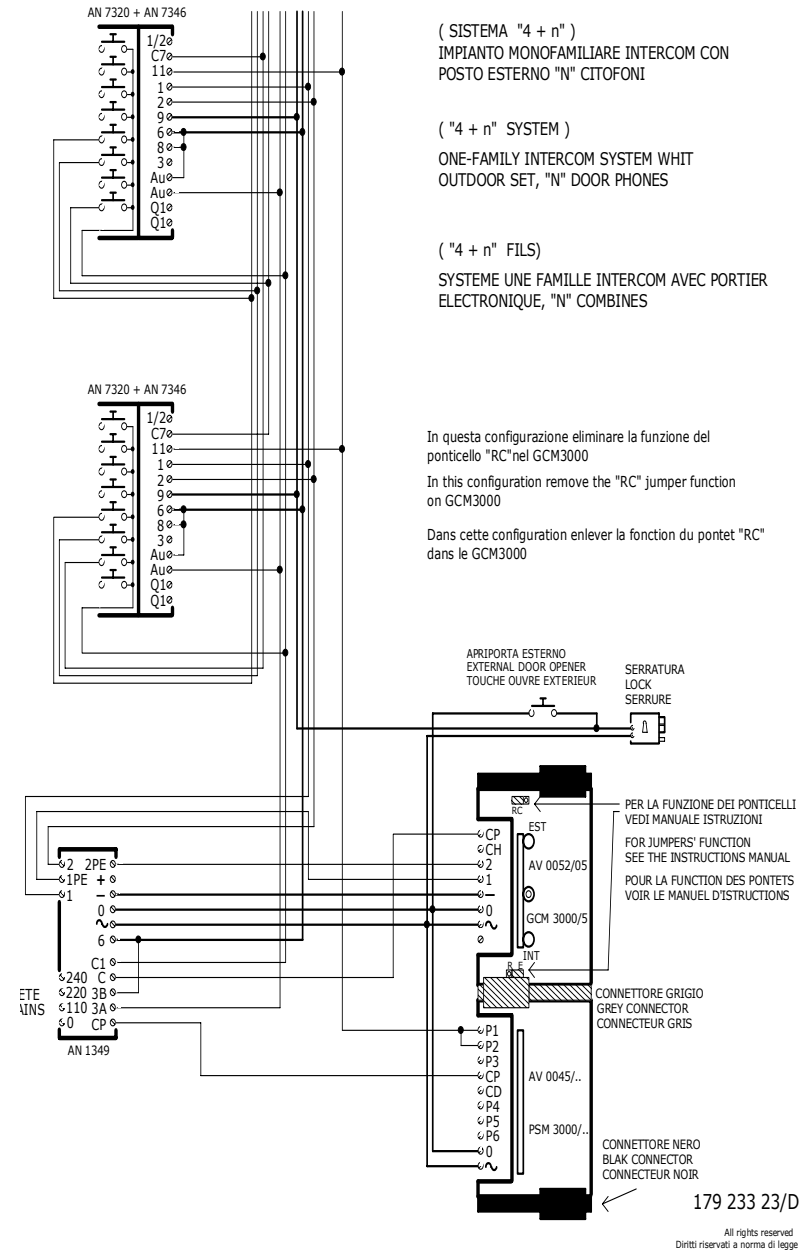 AN 7320 + AN 7346
1/2
C7
11
1
2
9
6
8
3
Au
Au
Q1
Q1
( SISTEMA "4 + n" )
IMPIANTO MONOFAMILIARE INTERCOM CON
POSTO ESTERNO "N" CITOFONI
( "4 + n" SYSTEM )
ONE-FAMILY INTERCOM SYSTEM WHIT
OUTDOOR SET, "N" DOOR PHONES
( "4 + n" FILS)
SYSTEME UNE FAMILLE INTERCOM AVEC PORTIER
ELECTRONIQUE, "N" COMBINES
AN 7320 + AN 7346
1/2
C7
11
1
2
9
6
8
3
Au
Au
Q1
Q1
In questa configurazione eliminare la funzione del
ponticello "RC"nel GCM3000
In this configuration remove the "RC" jumper function
on GCM3000
Dans cette configuration enlever la fonction du pontet "RC"
dans le GCM3000
APRIPORTA ESTERNO
EXTERNAL DOOR OPENER
TOUCHE OUVRE EXTERIEUR
SERRATURA
LOCK
SERRURE
2 2PE
1PE +
1 –
0
~
6
C1
240 C
220 3B
110 3A
0 CP
ETE
AINS
AN 1349
RC
EST
CP
CH
2
1
–
0
~
AV 0052/05
GCM 3000/5
INT
R E
PER LA FUNZIONE DEI PONTICELLI
VEDI MANUALE ISTRUZIONI
FOR JUMPERS' FUNCTION
SEE THE INSTRUCTIONS MANUAL
POUR LA FUNCTION DES PONTETS
VOIR LE MANUEL D'ISTRUCTIONS
CONNETTORE GRIGIO
GREY CONNECTOR
CONNECTEUR GRIS
P1
P2
P3
CP
CD
P4
P5
P6
0
~
AV 0045/..
PSM 3000/..
CONNETTORE NERO
BLAK CONNECTOR
CONNECTEUR NOIR
179 233 23/D
All rights reserved
Diritti riservati a norma di legge